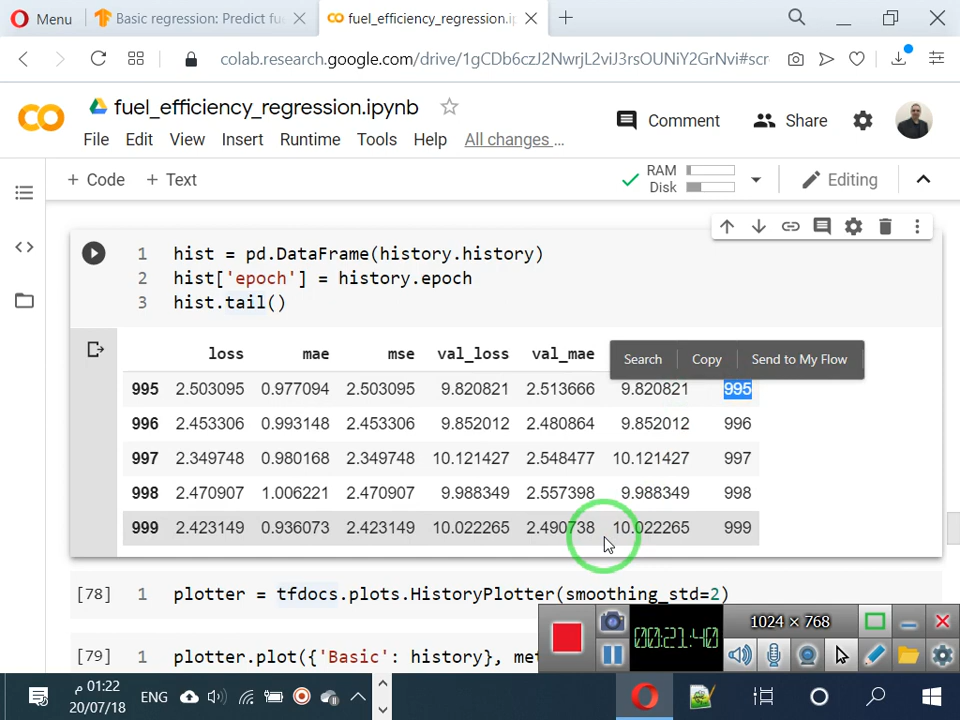 Menu
Basic regression: Predict fu
fuel_efficiency_regression.i
colab.research.google.com/drive/1gCDb6czJ2NwrjL2viJ3rsOUNiY2GrNvi#scr
fuel_efficiency_regression.ipynb
File Edit View Insert Runtime Tools Help All changes ...
Comment
Share
+ Code + Text
RAM
Disk
Editing
1 hist = pd.DataFrame(history.history)
2 hist['epoch'] = history.epoch
3 hist.tail()
loss mae mse val_loss val_mae
Search Copy Send to My Flow
995 2.503095 0.977094 2.503095 9.820821 2.513666 9.820821 995
996 2.453306 0.993148 2.453306 9.852012 2.480864 9.852012 996
997 2.349748 0.980168 2.349748 10.121427 2.548477 10.121427 997
998 2.470907 1.006221 2.470907 9.988349 2.557398 9.988349 998
999 2.423149 0.936073 2.423149 10.022265 2.490738 10.022265 999
[78] 1 plotter = tfdocs.plots.HistoryPlotter(smoothing_std=2)
[79] 1 plotter.plot({'Basic': history}, met
1024 × 768
00:21:40
01:22 م
20/07/18
ENG